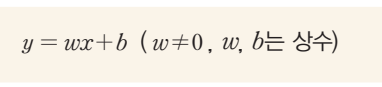 y = wx+b ( w≠0, w, b는 상수)